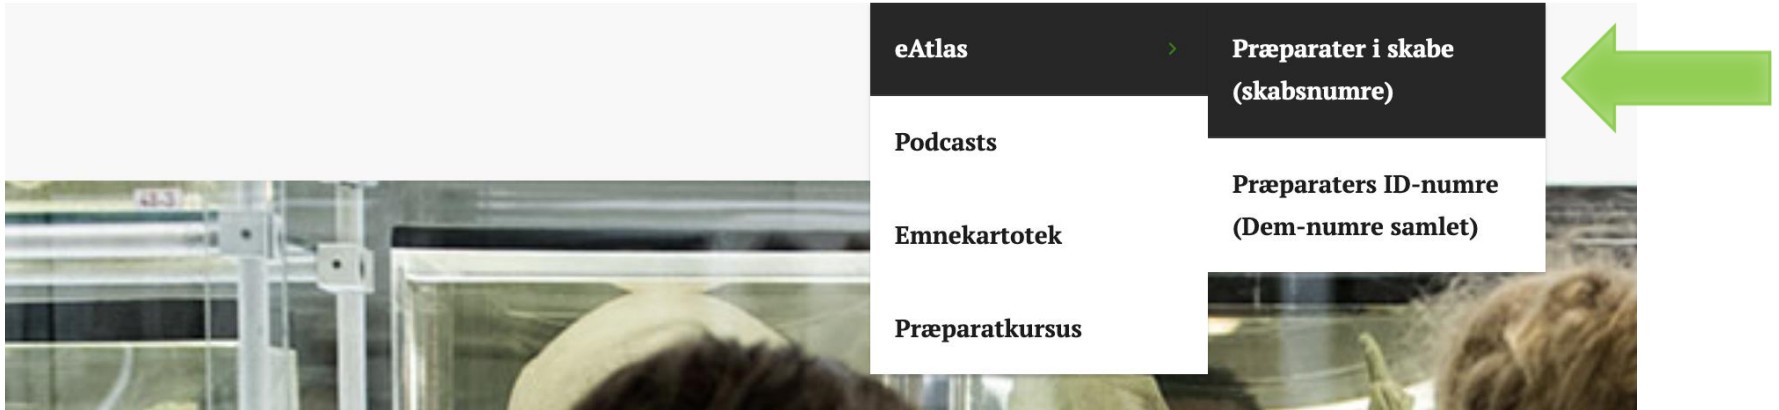 eAtlas
Præparater i skabe
(skabsnumre)
Podcasts
Præparaters ID-numre
(Dem-numre samlet)
Emnekartotek
Præparatkursus